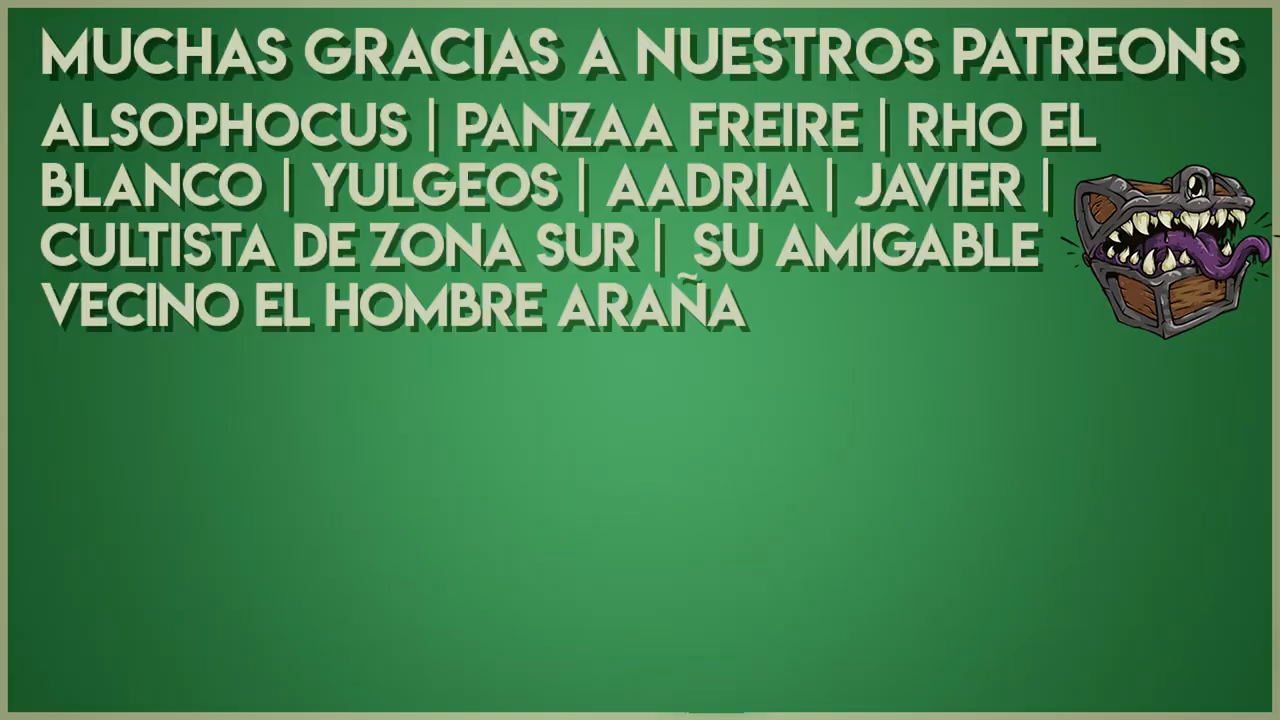 MUCHAS GRACIAS A NUESTROS PATREONS
ALSOPHOCUS | PANZAA FREIRE | RHO EL
BLANCO | YULGEOS | AADRIA | JAVIER |
CULTISTA DE ZONA SUR | SU AMIGABLE
VECINO EL HOMBRE ARAÑA